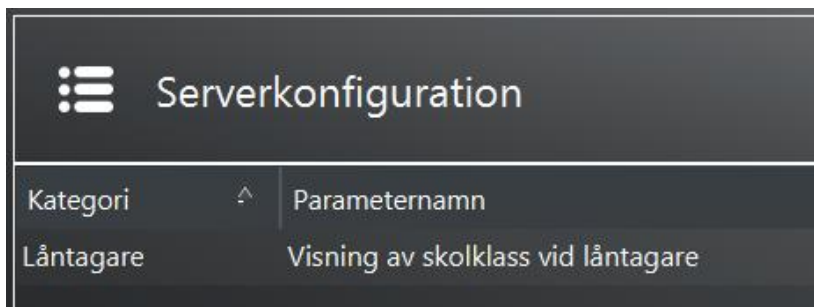 Serverkonfiguration
Kategori Parameternamn
Låntagare Visning av skolklass vid låntagare